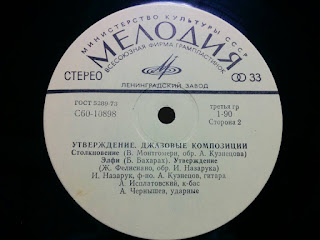 МИНИСТЕРСТВО КУЛЬТУРЫ СССР
МЕЛОДИЯ
ВСЕСОЮЗНАЯ ФИРМА ГРАМПЛАСТИНОК
СТЕРЕО
33
ЛЕНИНГРАДСКИЙ ЗАВОД
ГОСТ 5289-73
третья гр
С60-10898
1-90
Сторона 2
УТВЕРЖДЕНИЕ. ДЖАЗОВЫЕ КОМПОЗИЦИИ
Столкновение (В. Монтгомери, обр. А. Кузнецова)
Элфи (Б. Бахарах). Утверждение
(Ж. Фелисиано, обр. И. Назарука)
И. Назарук, ф-но, А. Кузнецов, гитара
А. Исплатовский, к-бас
А. Чернышев, ударные